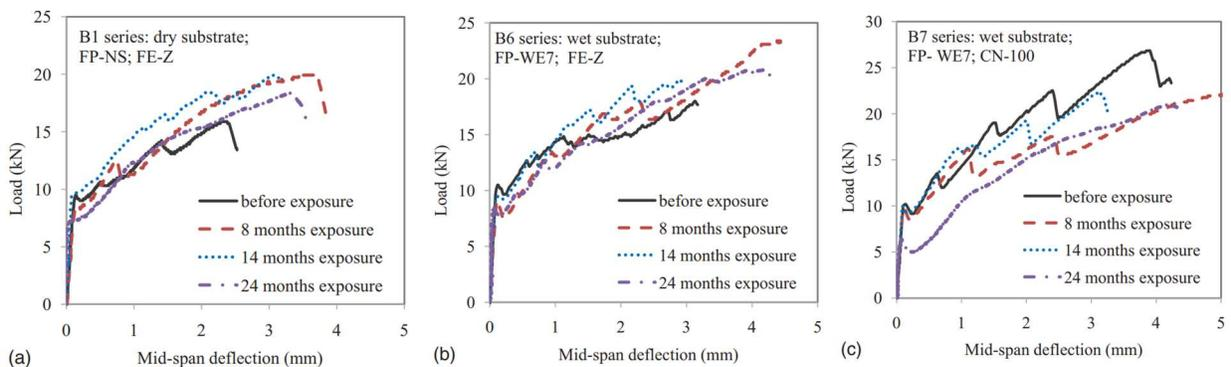 25
20
15
10
5
0
Load (kN)
B1 series: dry substrate;
FP-NS; FE-Z
before exposure
8 months exposure
14 months exposure
24 months exposure
0 1 2 3 4 5
Mid-span deflection (mm)
(a)
25
20
15
10
5
0
Load (kN)
B6 series: wet substrate;
FP-WE7; FE-Z
before exposure
8 months exposure
14 months exposure
24 months exposure
0 1 2 3 4 5
Mid-span deflection (mm)
(b)
30
25
20
15
10
5
0
Load (kN)
B7 series: wet substrate;
FP- WE7; CN-100
before exposure
8 months exposure
14 months exposure
24 months exposure
0 1 2 3 4 5
Mid-span deflection (mm)
(c)